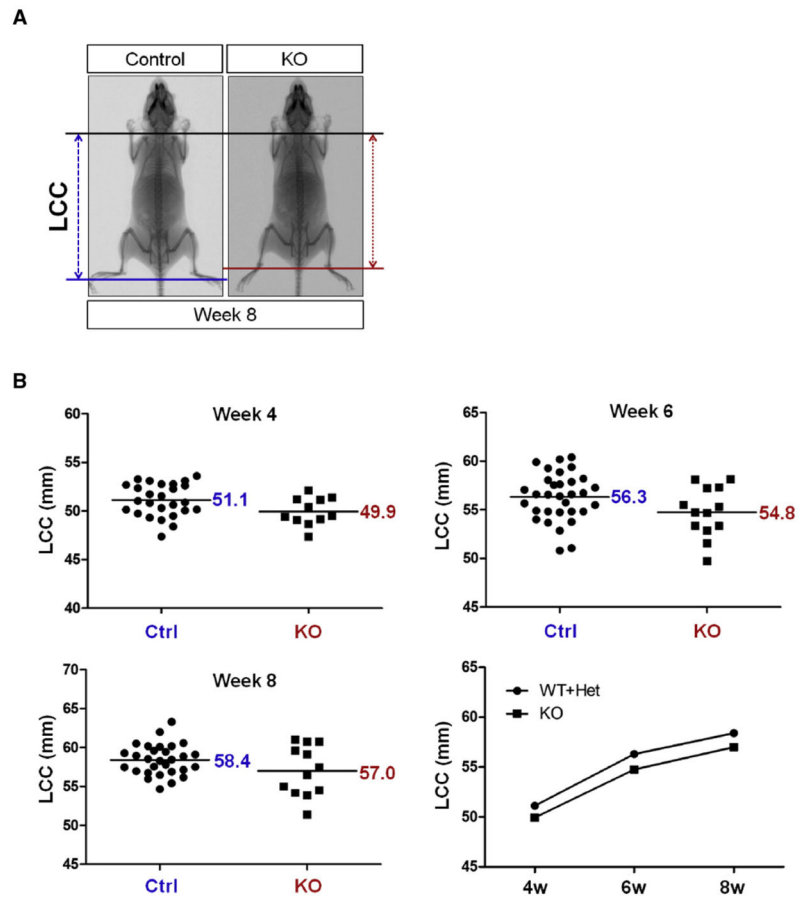 A
Control
KO
LCC
Week 8
B
Week 4
60
55
50
45
40
LCC (mm)
51.1
49.9
Ctrl
KO
Week 6
65
60
55
50
45
LCC (mm)
56.3
54.8
Ctrl
KO
Week 8
70
65
60
55
50
45
LCC (mm)
58.4
57.0
Ctrl
KO
65
60
55
50
45
LCC (mm)
WT+Het
KO
4w
6w
8w